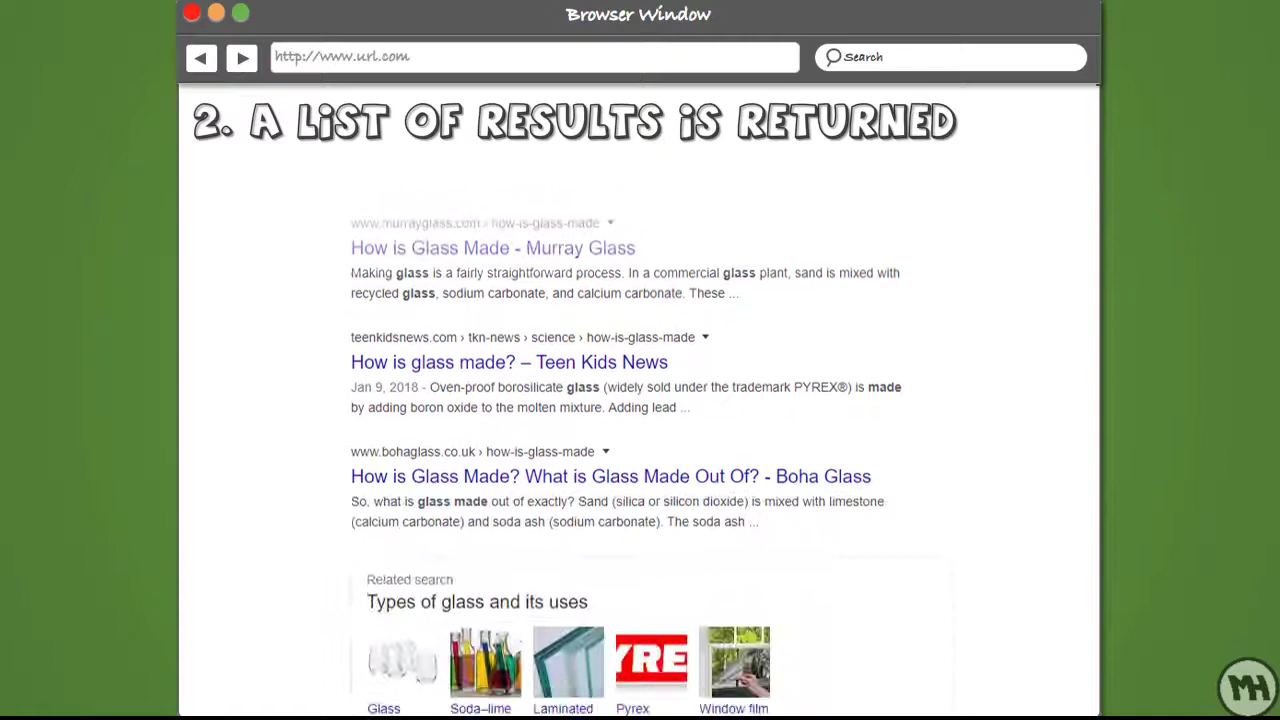 Browser Window
http://www.url.com
Search
2. A LIST OF RESULTS IS RETURNED
www.murrayglass.com › how-is-glass-made
How is Glass Made - Murray Glass
Making glass is a fairly straightforward process. In a commercial glass plant, sand is mixed with
recycled glass, sodium carbonate, and calcium carbonate. These ...
teenkidsnews.com › tkn-news › science › how-is-glass-made
How is glass made? – Teen Kids News
Jan 9, 2018 - Oven-proof borosilicate glass (widely sold under the trademark PYREX®) is made
by adding boron oxide to the molten mixture. Adding lead ...
www.bohaglass.co.uk › how-is-glass-made
How is Glass Made? What is Glass Made Out Of? - Boha Glass
So, what is glass made out of exactly? Sand (silica or silicon dioxide) is mixed with limestone
(calcium carbonate) and soda ash (sodium carbonate). The soda ash ...
Related search
Types of glass and its uses
YRE
Glass Soda–lime Laminated Pyrex Window film
MH